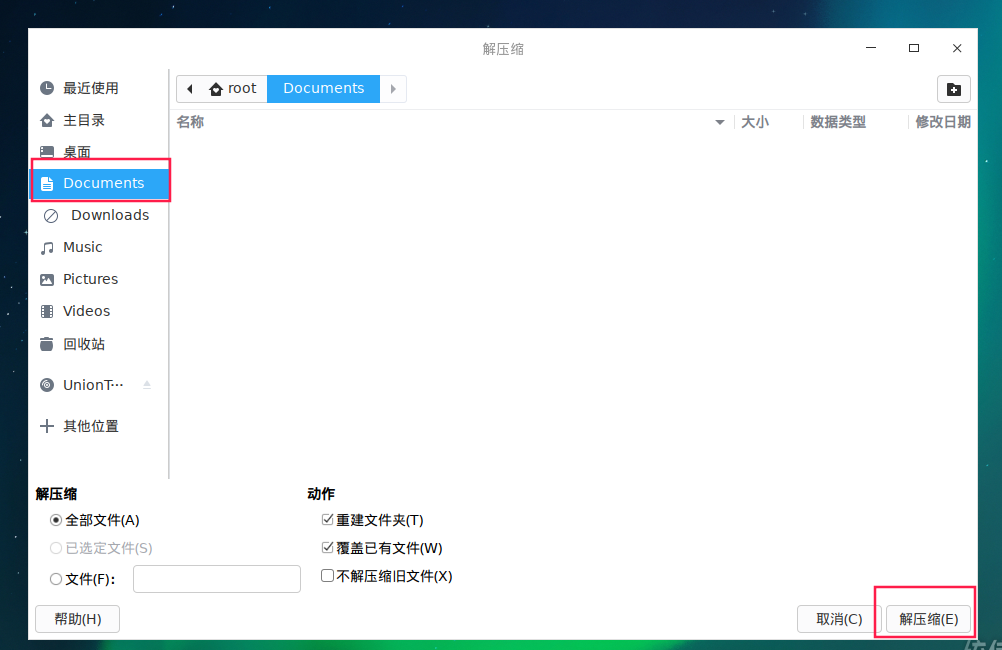 解压缩
最近使用
主目录
桌面
Documents
Downloads
Music
Pictures
Videos
回收站
UnionT···
其他位置
root Documents
名称 大小 数据类型 修改日期
解压缩 动作
全部文件(A) 重建文件夹(T)
已选定文件(S) 覆盖已有文件(W)
文件(F): 不解压缩旧文件(X)
帮助(H) 取消(C) 解压缩(E)